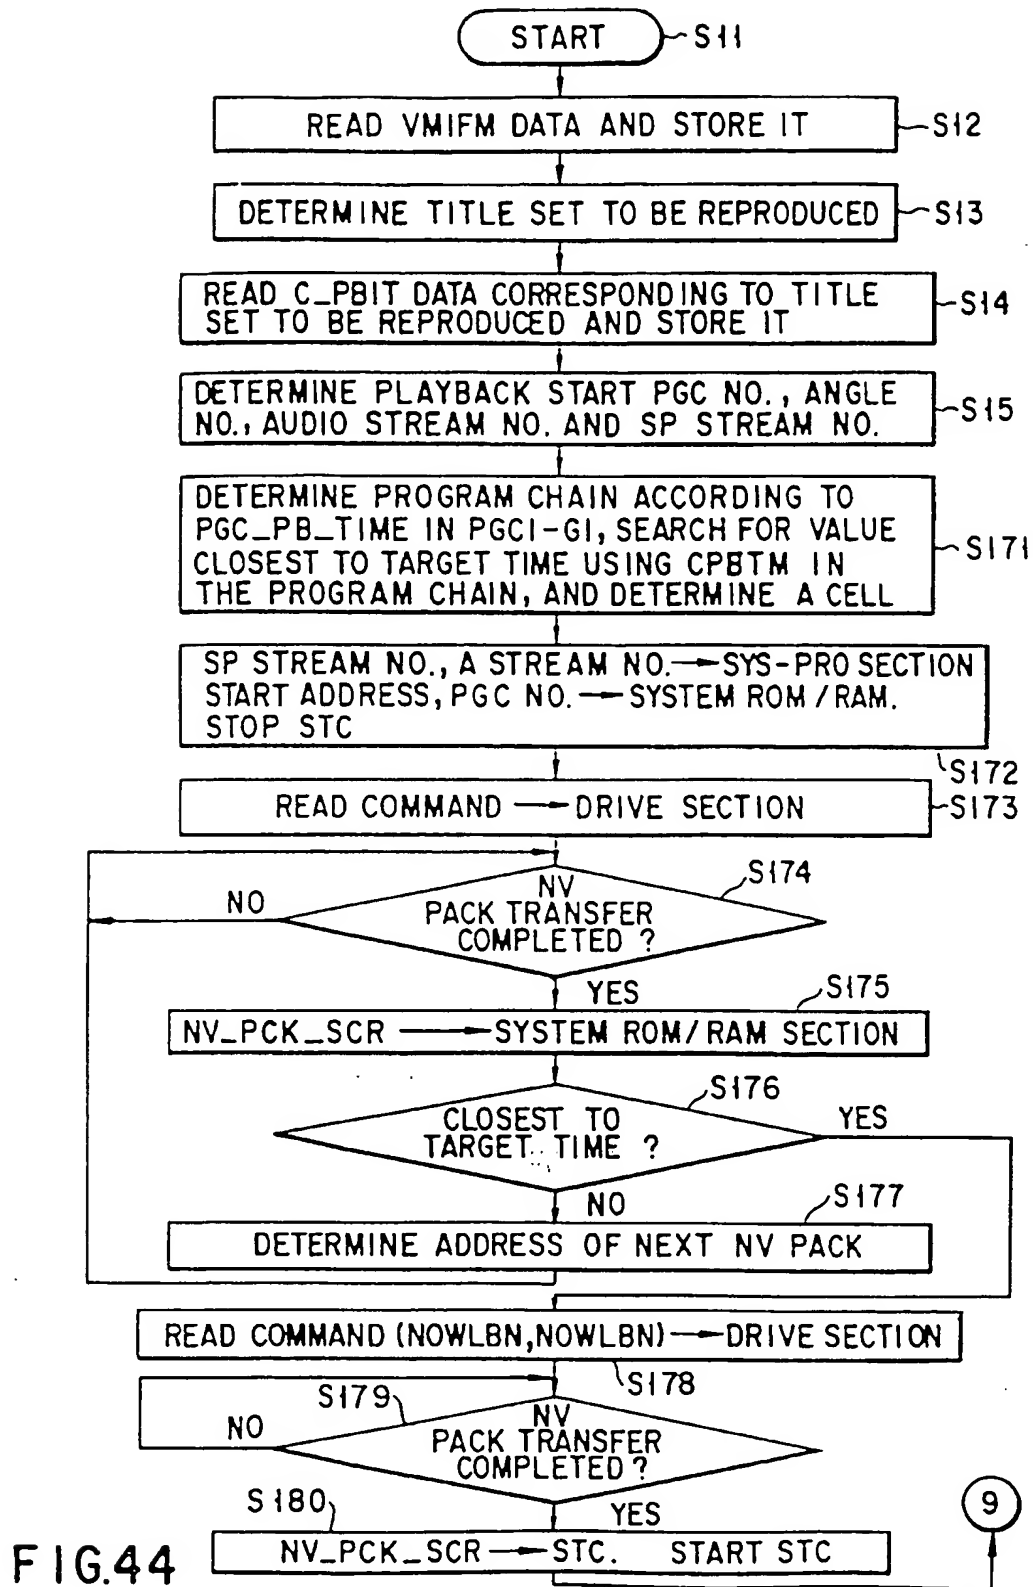 START
S11
READ VMIFM DATA AND STORE IT
S12
DETERMINE TITLE SET TO BE REPRODUCED
S13
READ C_PBIT DATA CORRESPONDING TO TITLE
SET TO BE REPRODUCED AND STORE IT
S14
DETERMINE PLAYBACK START PGC NO., ANGLE
NO., AUDIO STREAM NO. AND SP STREAM NO.
S15
DETERMINE PROGRAM CHAIN ACCORDING TO
PGC_PB_TIME IN PGCI-GI, SEARCH FOR VALUE
CLOSEST TO TARGET TIME USING CPBTM IN
THE PROGRAM CHAIN, AND DETERMINE A CELL
S171
SP STREAM NO., A STREAM NO. → SYS-PRO SECTION
START ADDRESS, PGC NO. → SYSTEM ROM/RAM.
STOP STC
S172
READ COMMAND → DRIVE SECTION
S173
S174
NV
PACK TRANSFER
COMPLETED ?
NO
YES
S175
NV_PCK_SCR → SYSTEM ROM/RAM SECTION
S176
CLOSEST TO
TARGET TIME ?
YES
NO
S177
DETERMINE ADDRESS OF NEXT NV PACK
READ COMMAND (NOWLBN,NOWLBN) → DRIVE SECTION
S178
S179
NV
PACK TRANSFER
COMPLETED ?
NO
YES
S180
NV_PCK_SCR → STC. START STC
9
FIG.44